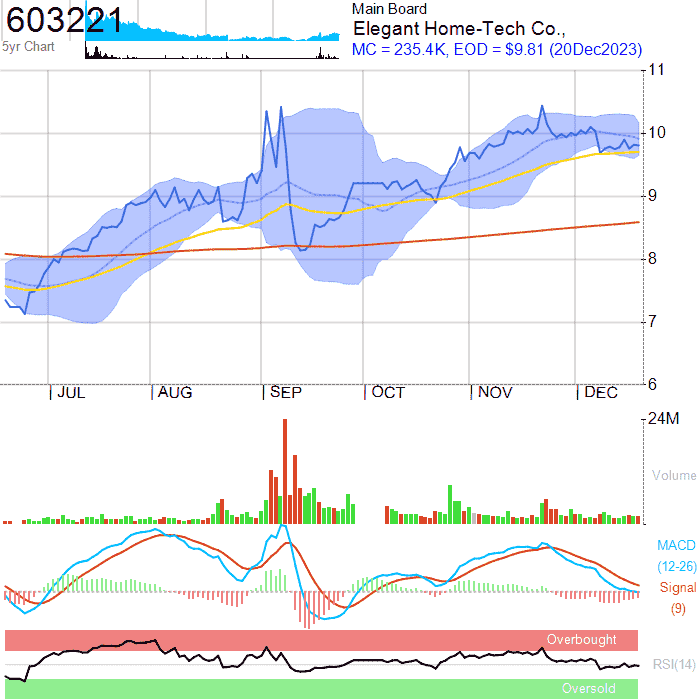 603221
5yr Chart
Main Board
Elegant Home-Tech Co.,
MC = 235.4K, EOD = $9.81 (20Dec2023)
11
10
9
8
7
6
JUL AUG SEP OCT NOV DEC
24M
Volume
MACD
(12-26)
Signal
(9)
Overbought
RSI(14)
Oversold